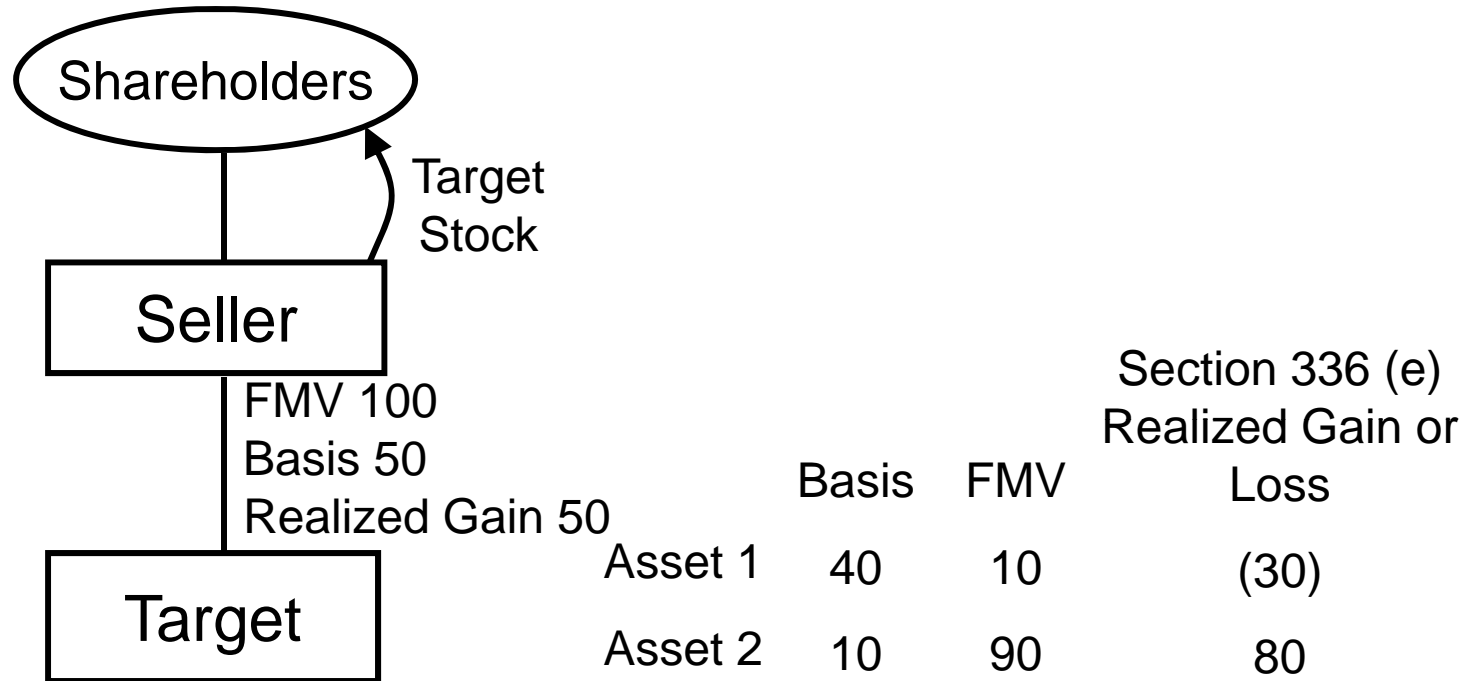 Shareholders
Target
Stock
Seller
FMV 100
Basis 50
Realized Gain 50
Target
Section 336 (e)
Realized Gain or
Basis FMV Loss
Asset 1 40 10 (30)
Asset 2 10 90 80